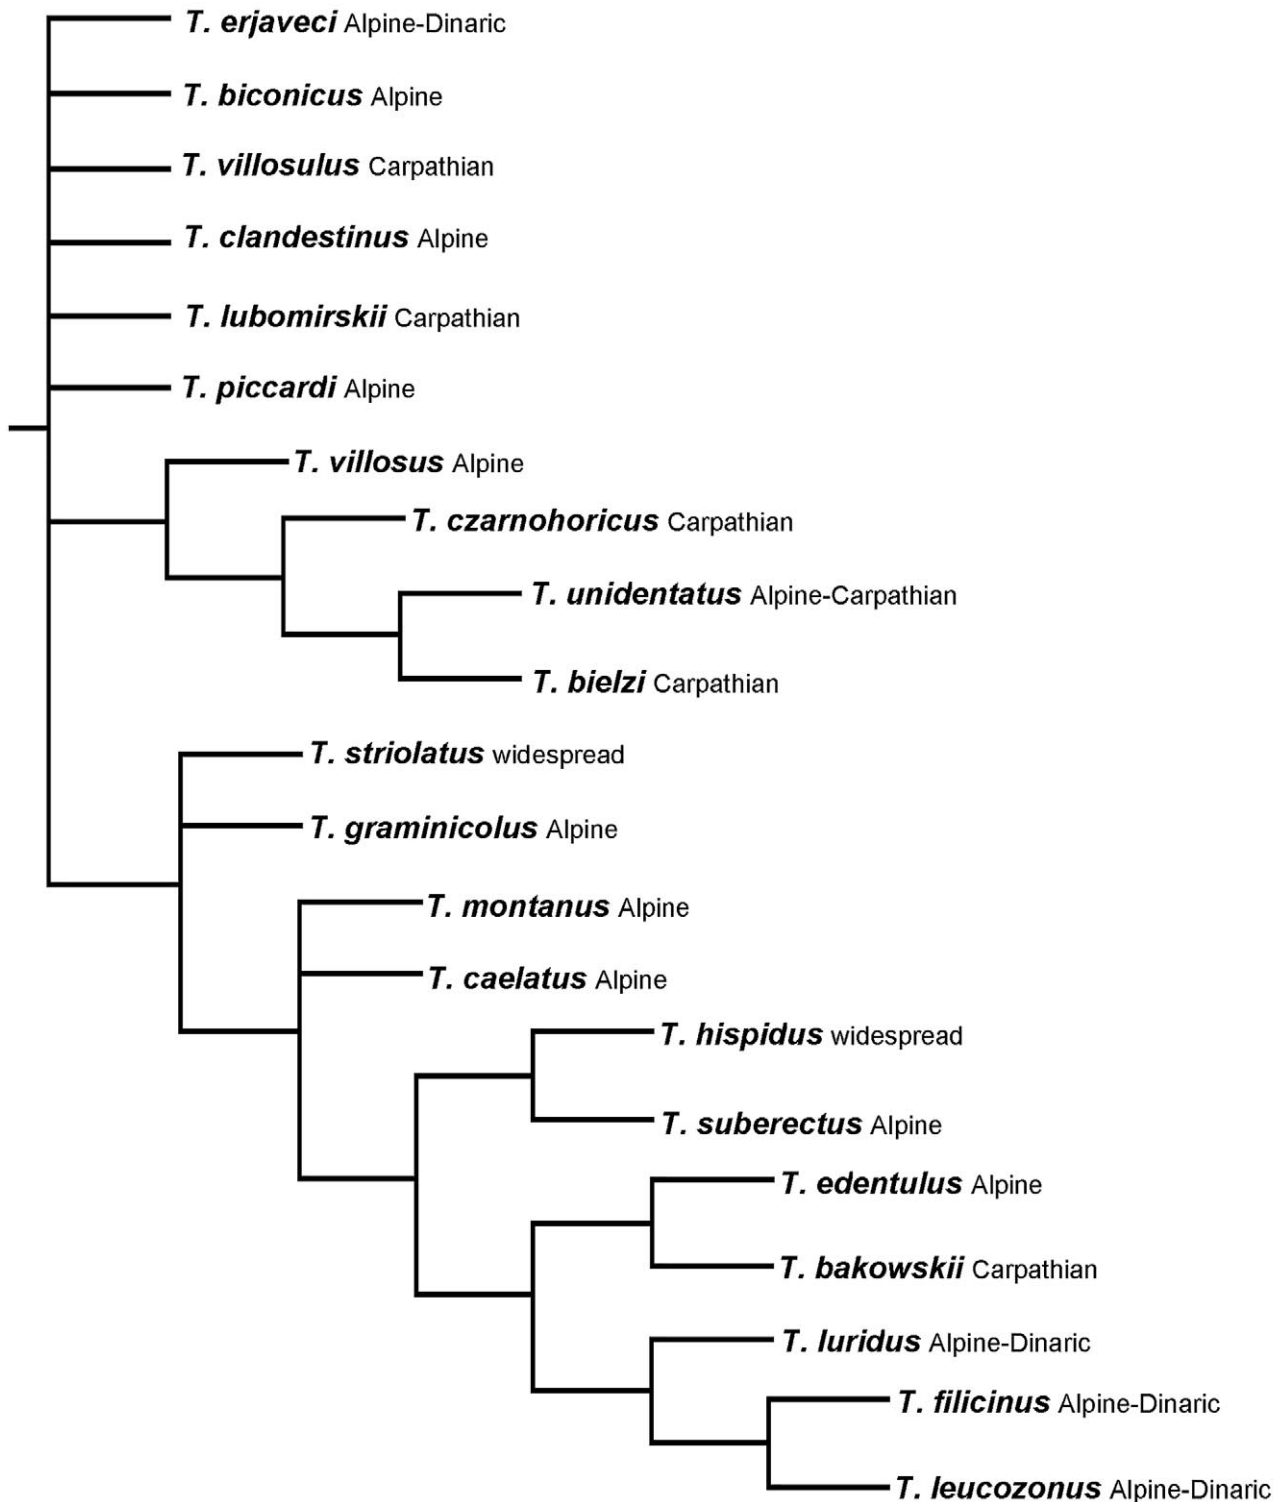 T. erjaveci Alpine-Dinaric
T. biconicus Alpine
T. villosulus Carpathian
T. clandestinus Alpine
T. lubomirskii Carpathian
T. piccardi Alpine
T. villosus Alpine
T. czarnohoricus Carpathian
T. unidentatus Alpine-Carpathian
T. bielzi Carpathian
T. striolatus widespread
T. graminicolus Alpine
T. montanus Alpine
T. caelatus Alpine
T. hispidus widespread
T. suberectus Alpine
T. edentulus Alpine
T. bakowskii Carpathian
T. luridus Alpine-Dinaric
T. filicinus Alpine-Dinaric
T. leucozonus Alpine-Dinaric